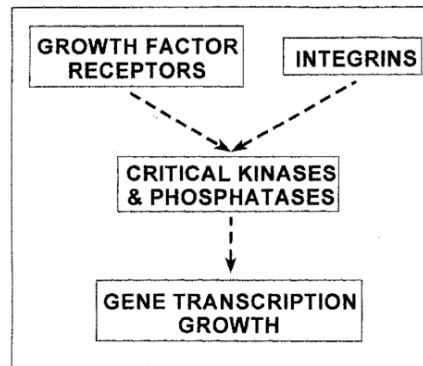 GROWTH FACTOR
RECEPTORS
INTEGRINS
CRITICAL KINASES
& PHOSPHATASES
GENE TRANSCRIPTION
GROWTH